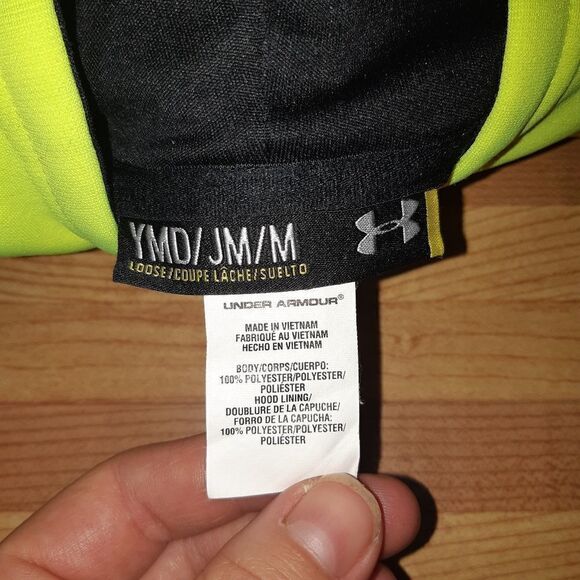 YMD/JM/M
LOOSE/COUPE LÂCHE/SUELTO
UNDER ARMOUR®
MADE IN VIETNAM
FABRIQUÉ AU VIETNAM
HECHO EN VIETNAM
BODY/CORPS/CUERPO:
100% POLYESTER/POLYESTER/
POLIÉSTER
HOOD LINING/
DOUBLURE DE LA CAPUCHE/
FORRO DE LA CAPUCHA:
100% POLYESTER/POLYESTER/
POLIÉSTER